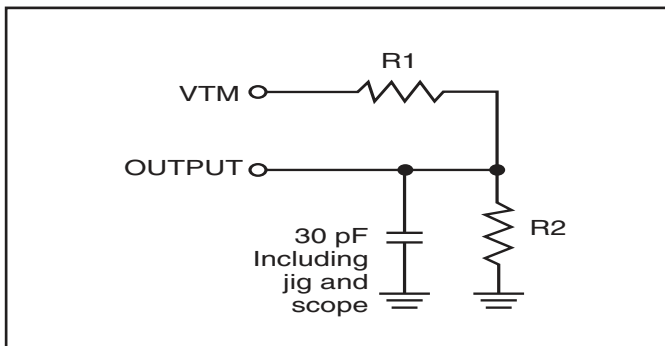 R1
VTM
OUTPUT
30 pF
Including
jig and
scope
R2